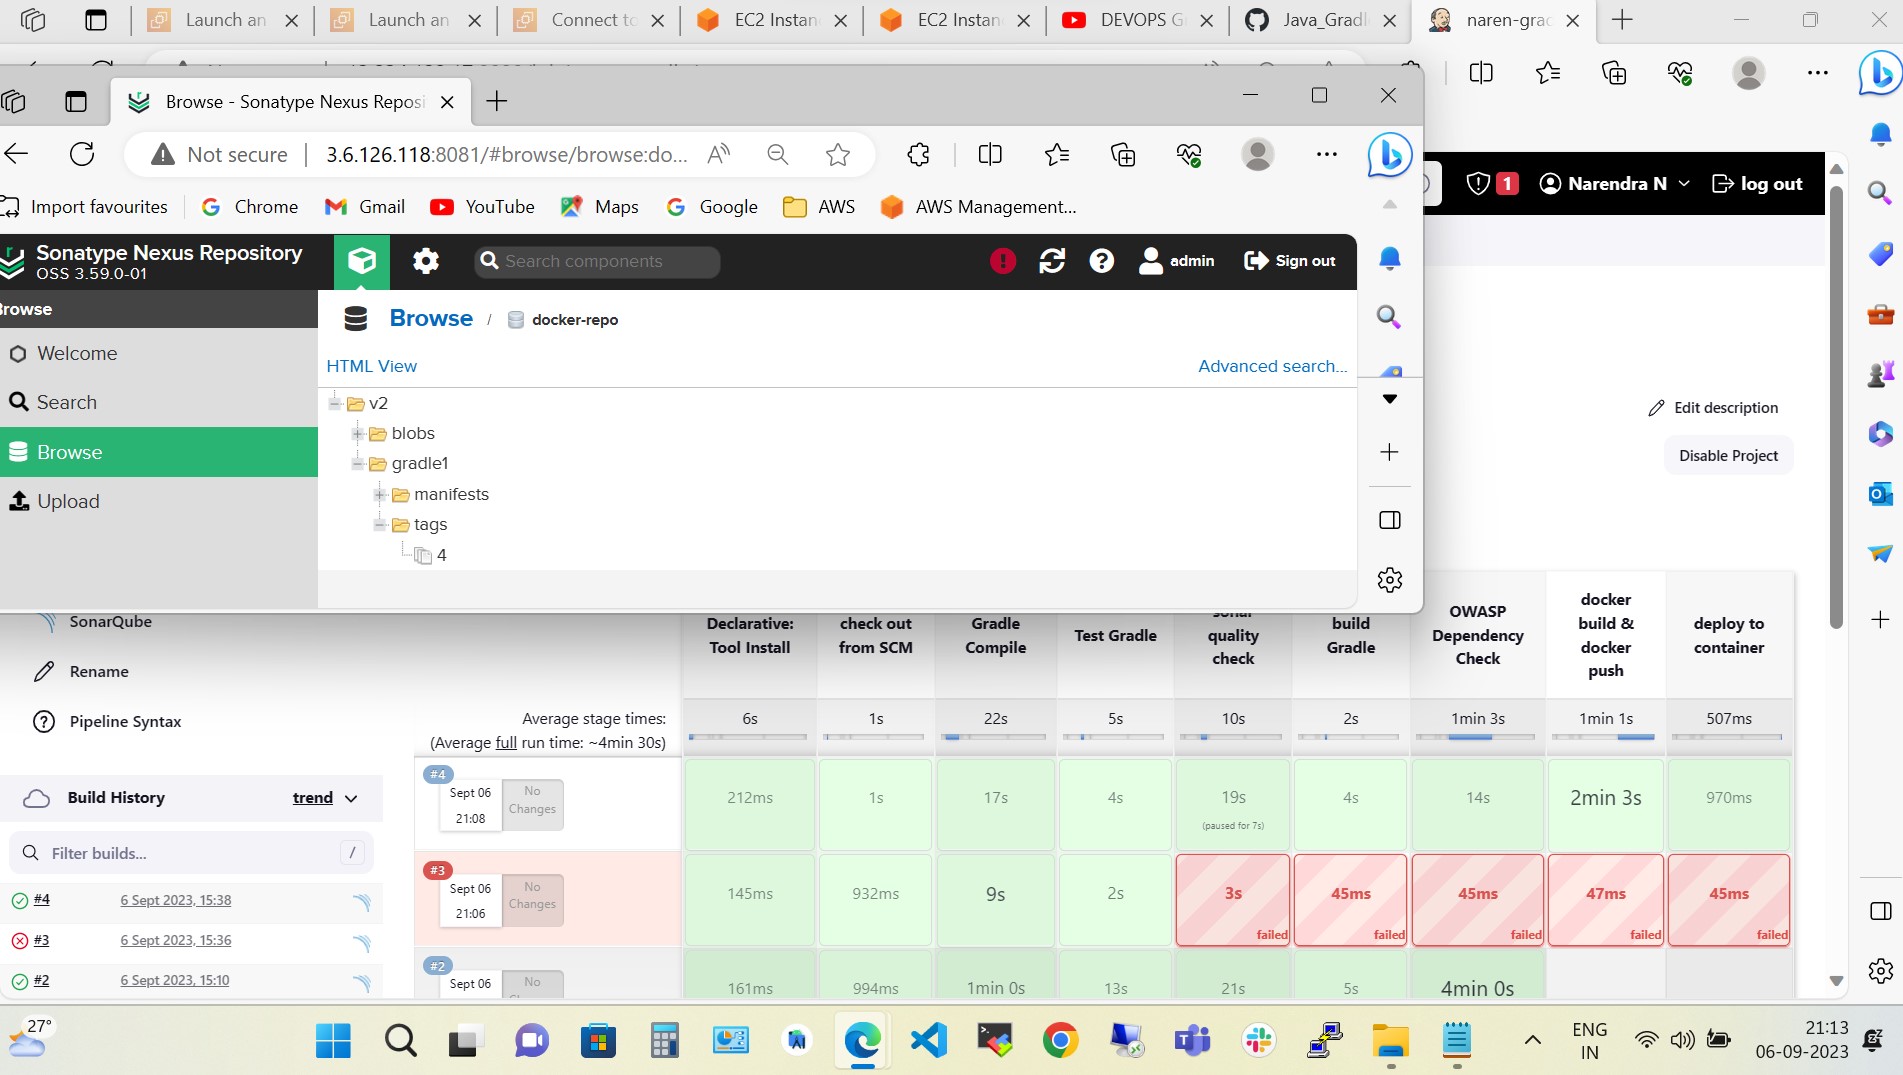 Launch an
Launch an
Connect to
EC2 Instan
EC2 Instan
DEVOPS G
Java_Gradl
naren-grad
Browse - Sonatype Nexus Reposi
Not secure
3.6.126.118:8081/#browse/browse:do...
Import favourites
Chrome
Gmail
YouTube
Maps
Google
AWS
AWS Management...
1
Narendra N
log out
Sonatype Nexus Repository
OSS 3.59.0-01
Search components
admin
Sign out
Browse
Browse / docker-repo
Welcome
HTML View
Advanced search...
Search
Browse
Upload
v2
blobs
gradle1
manifests
tags
4
Edit description
Disable Project
SonarQube
Rename
Pipeline Syntax
Declarative:
Tool Install
check out
from SCM
Gradle
Compile
Test Gradle
sonar
quality
check
build
Gradle
OWASP
Dependency
Check
docker
build &
docker
push
deploy to
container
Average stage times:
(Average full run time: ~4min 30s)
6s
1s
22s
5s
10s
2s
1min 3s
1min 1s
507ms
Build History
trend
Filter builds...
/
#4
6 Sept 2023, 15:38
#3
6 Sept 2023, 15:36
#2
6 Sept 2023, 15:10
#4
Sept 06
21:08
No
Changes
212ms
1s
17s
4s
19s
(paused for 7s)
4s
14s
2min 3s
970ms
#3
Sept 06
21:06
No
Changes
145ms
932ms
9s
2s
3s
failed
45ms
failed
45ms
failed
47ms
failed
45ms
failed
#2
Sept 06
No
161ms
994ms
1min 0s
13s
21s
5s
4min 0s
27°
ENG
IN
21:13
06-09-2023